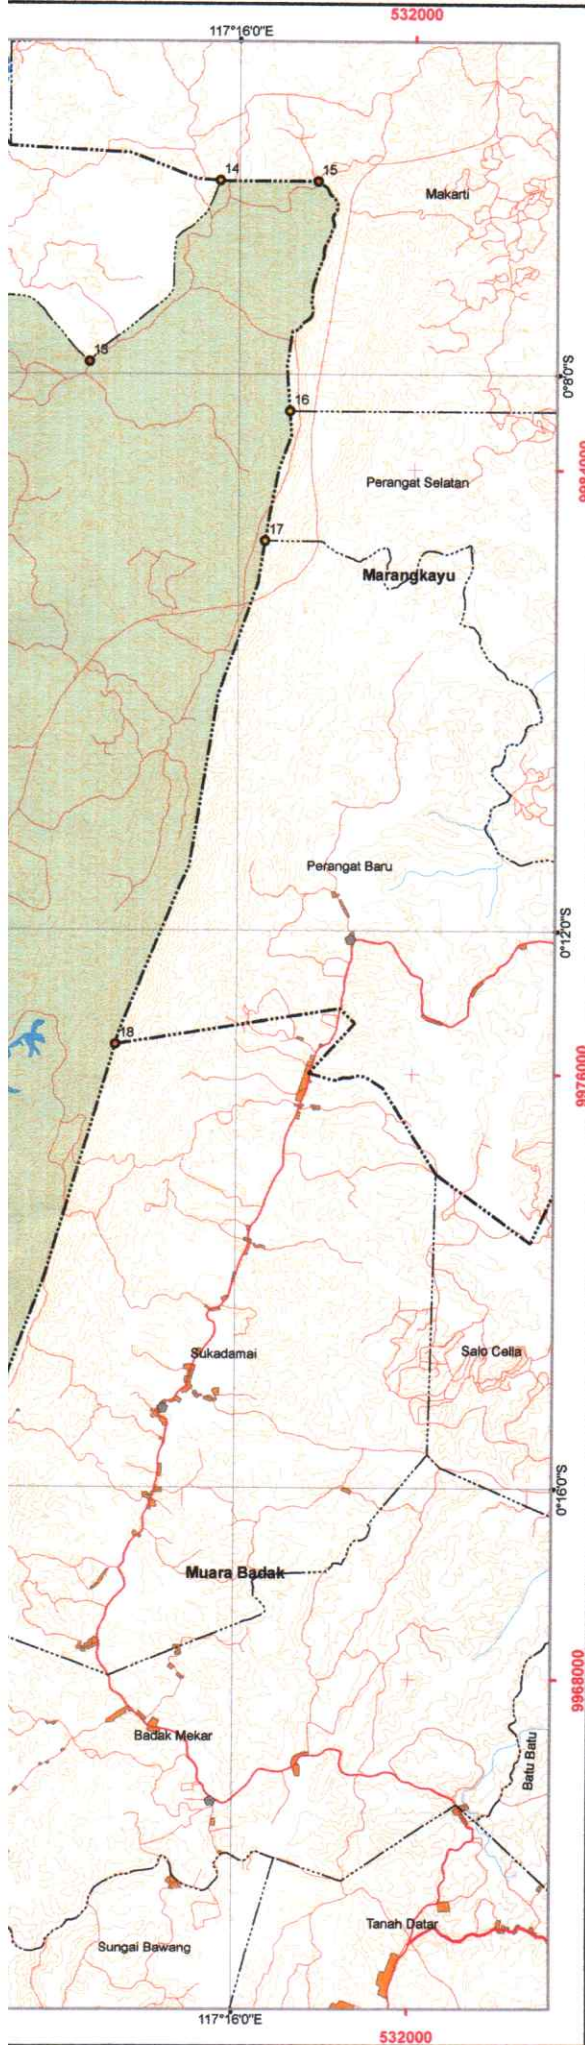 532000
117°16'0"E
14
15
Makarti
13
0°8'0"S
16
9984000
Perangat Selatan
17
Marangkayu
Perangat Baru
0°12'0"S
18
9976000
Sukadamai
Salo Cella
0°16'0"S
Muara Badak
9968000
Badak Mekar
Batu Batu
Tanah Datar
Sungai Bawang
117°16'0"E
532000